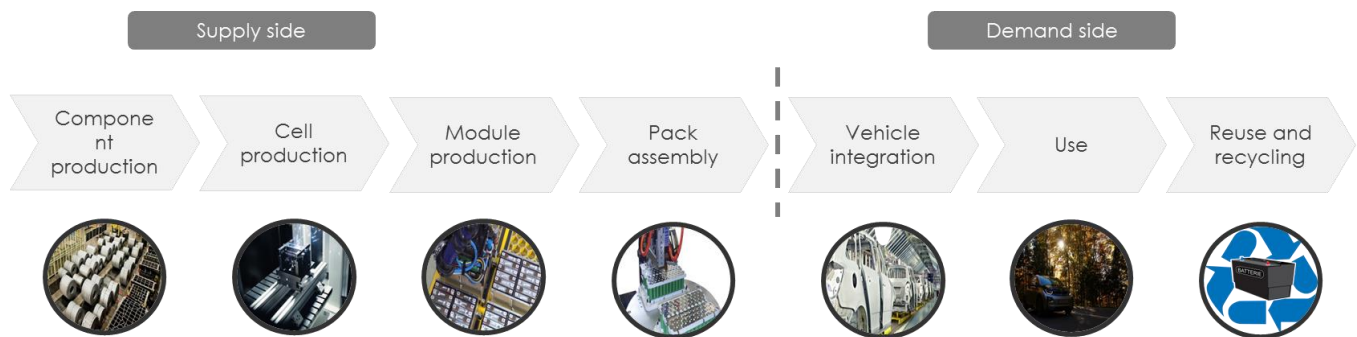 Supply side
Demand side
Compone
nt
production
Cell
production
Module
production
Pack
assembly
Vehicle
integration
Use
Reuse and
recycling
BATTERIE